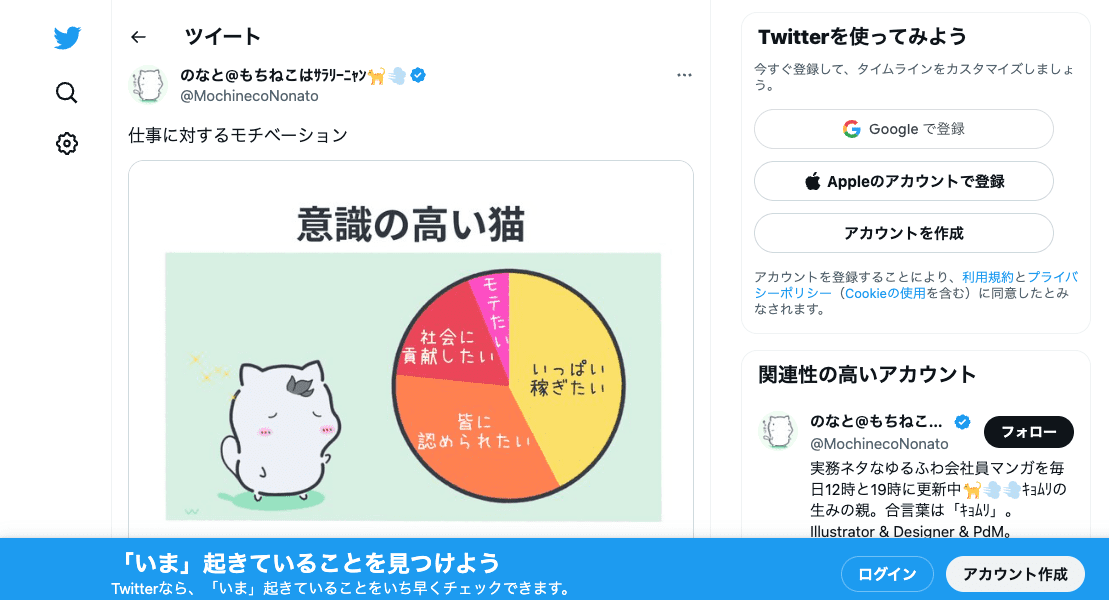 ツイート
のなと@もちねこはｻﾗﾘｰﾆｬﾝ🐈💨
@MochinecoNonato
仕事に対するモチベーション
意識の高い猫
モテたい
社会に
貢献したい
いっぱい
稼ぎたい
皆に
認められたい
Twitterを使ってみよう
今すぐ登録して、タイムラインをカスタマイズしましょ
う。
Google で登録
Appleのアカウントで登録
アカウントを作成
アカウントを登録することにより、利用規約とプライバ
シーポリシー（Cookieの使用を含む）に同意したとみ
なされます。
関連性の高いアカウント
のなと@もちねこ...
@MochinecoNonato
フォロー
実務ネタなゆるふわ会社員マンガを毎
日12時と19時に更新中🐈💨💨ｷｮﾑﾘの
生みの親。合言葉は「ｷｮﾑﾘ」。
Illustrator & Designer & PdM。
「いま」起きていることを見つけよう
Twitterなら、「いま」起きていることをいち早くチェックできます。
ログイン
アカウント作成